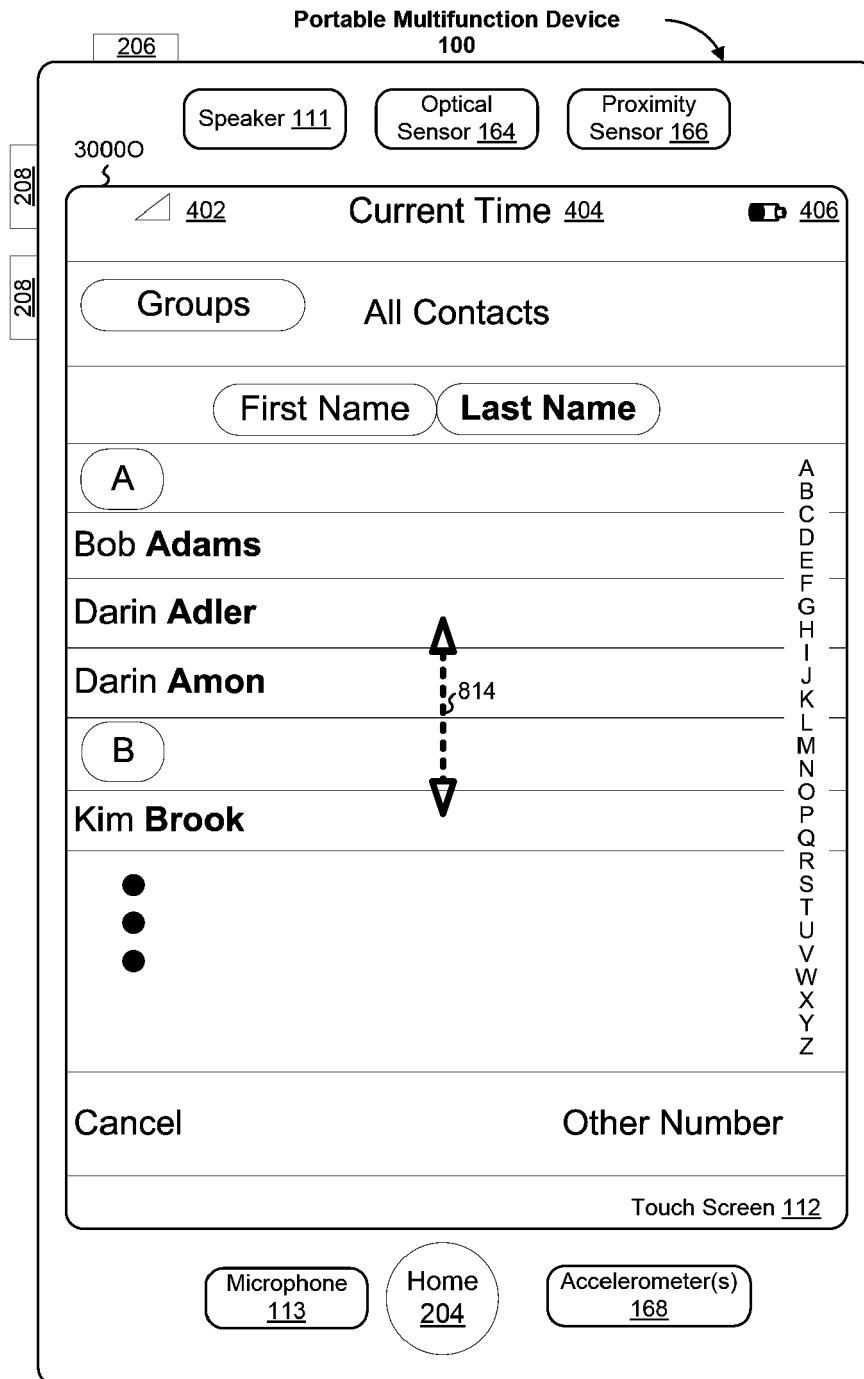 Portable Multifunction Device
100
206
Speaker 111
Optical
Sensor 164
Proximity
Sensor 166
3000O
208
208
402
Current Time 404
406
Groups
All Contacts
First Name
Last Name
A
Bob Adams
Darin Adler
Darin Amon
814
B
Kim Brook
A
B
C
D
E
F
G
H
I
J
K
L
M
N
O
P
Q
R
S
T
U
V
W
X
Y
Z
Cancel
Other Number
Touch Screen 112
Microphone
113
Home
204
Accelerometer(s)
168